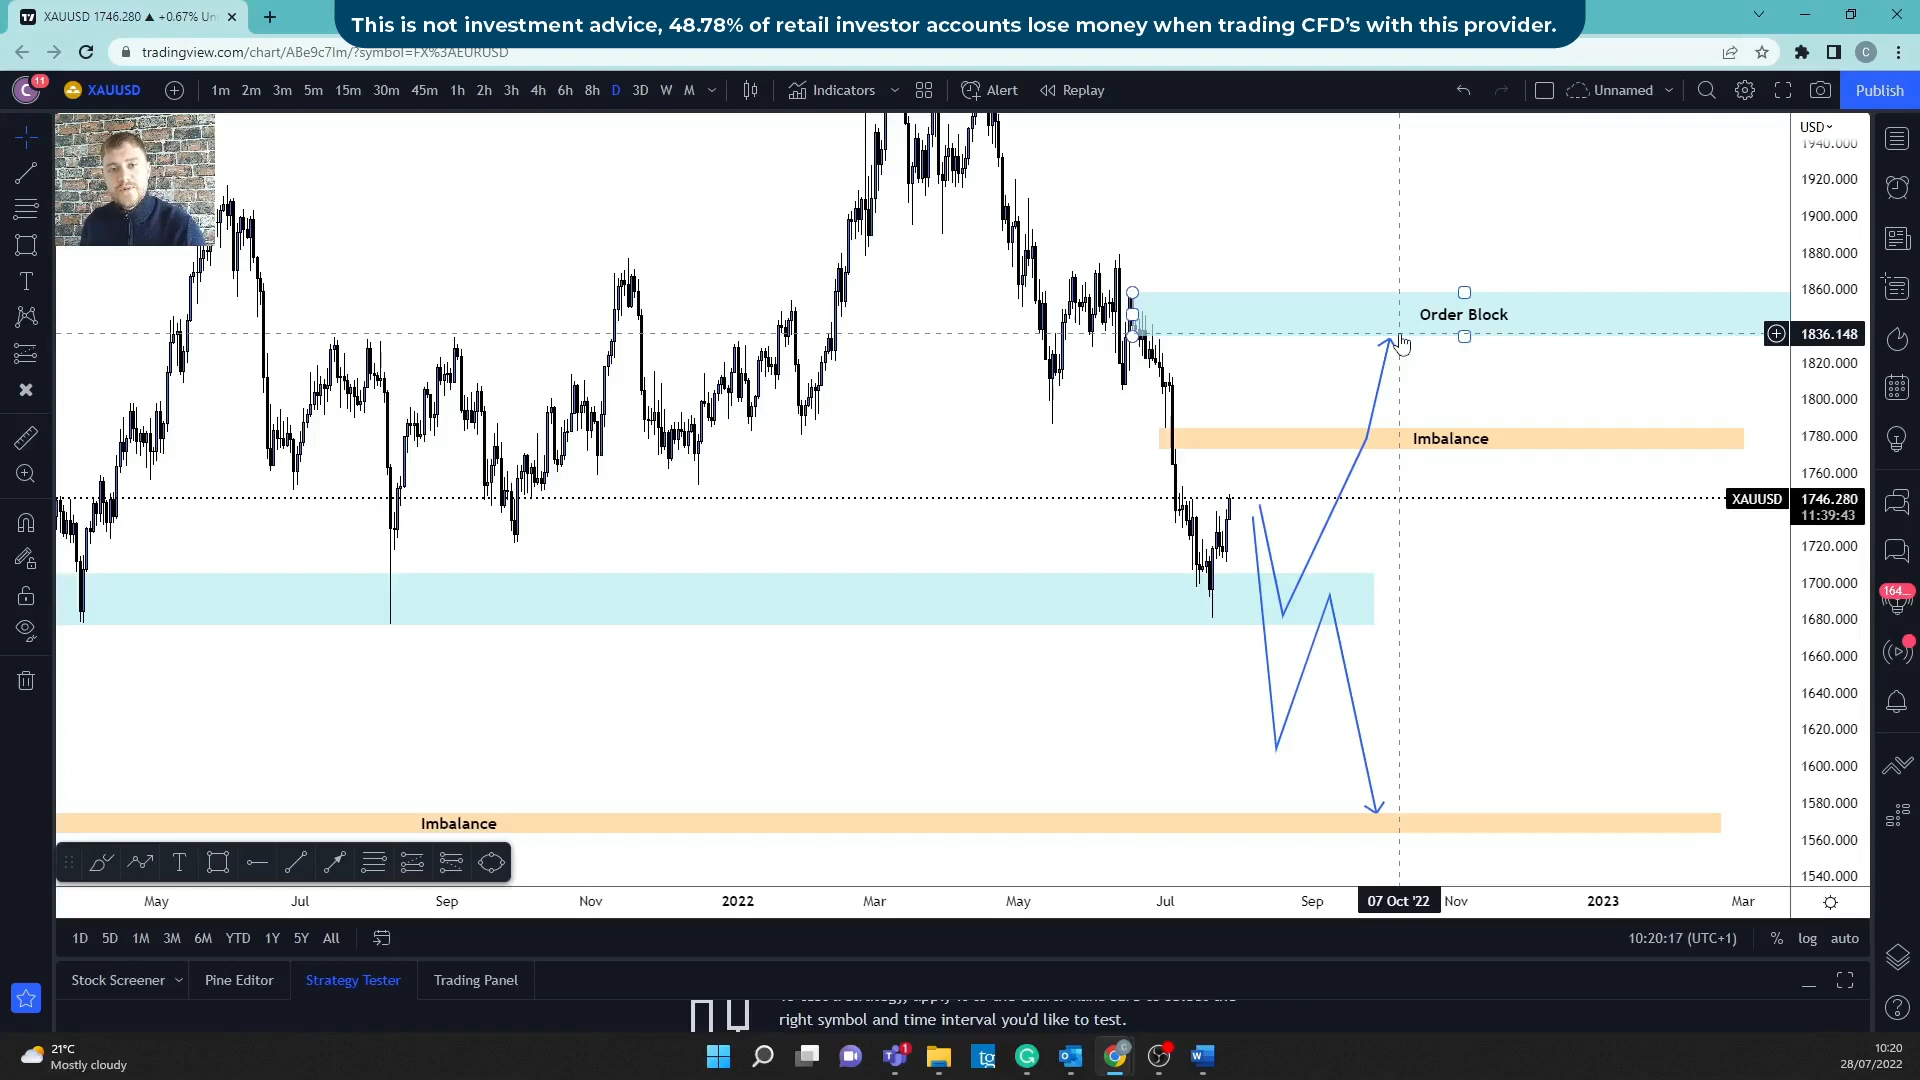 XAUUSD 1746.280 ▲ +0.67% Un
This is not investment advice, 48.78% of retail investor accounts lose money when trading CFD's with this provider.
tradingview.com/chart/ABe9c7Im/?symbol=FX%3AEURUSD
C
C 11 XAUUSD 1m 2m 3m 5m 15m 30m 45m 1h 2h 3h 4h 6h 8h D 3D W M Indicators Alert Replay Unnamed Publish
USD
1940.000
1920.000
1900.000
1880.000
1860.000
Order Block
1836.148
1820.000
1800.000
Imbalance
1780.000
1760.000
XAUUSD 1746.280
11:39:43
1720.000
1700.000
164
1680.000
1660.000
1640.000
1620.000
1600.000
1580.000
Imbalance
1560.000
1540.000
May Jul Sep Nov 2022 Mar May Jul Sep 07 Oct '22 Nov 2023 Mar
1D 5D 1M 3M 6M YTD 1Y 5Y All 10:20:17 (UTC+1) % log auto
Stock Screener Pine Editor Strategy Tester Trading Panel
right symbol and time interval you'd like to test.
21°C
Mostly cloudy
1
tg
10:20
28/07/2022